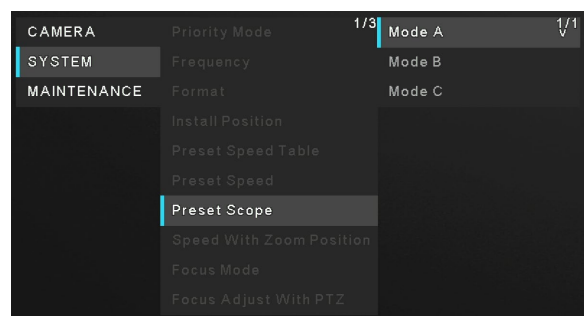 CAMERA
SYSTEM
MAINTENANCE
1/3
Priority Mode
Frequency
Format
Install Position
Preset Speed Table
Preset Speed
Preset Scope
Speed With Zoom Position
Focus Mode
Focus Adjust With PTZ
1/1
Mode A
Mode B
Mode C